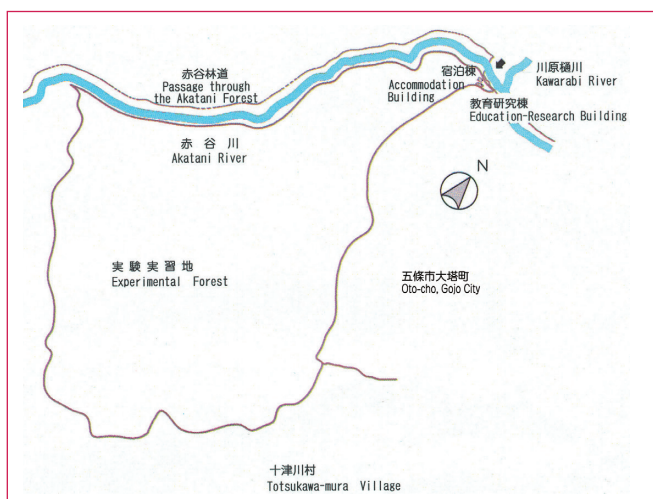 赤谷林道
Passage through
the Akatani Forest
宿泊棟
Accommodation
Building
川原樋川
Kawarabi River
教育研究棟
Education-Research Building
赤谷川
Akatani River
N
実験実習地
Experimental Forest
五條市大塔町
Oto-cho, Gojo City
十津川村
Totsukawa-mura Village